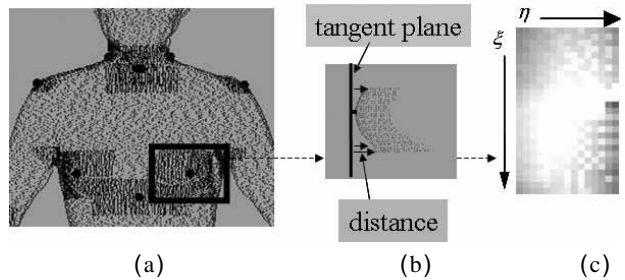 tangent plane
η
ξ
distance
(a)
(b)
(c)